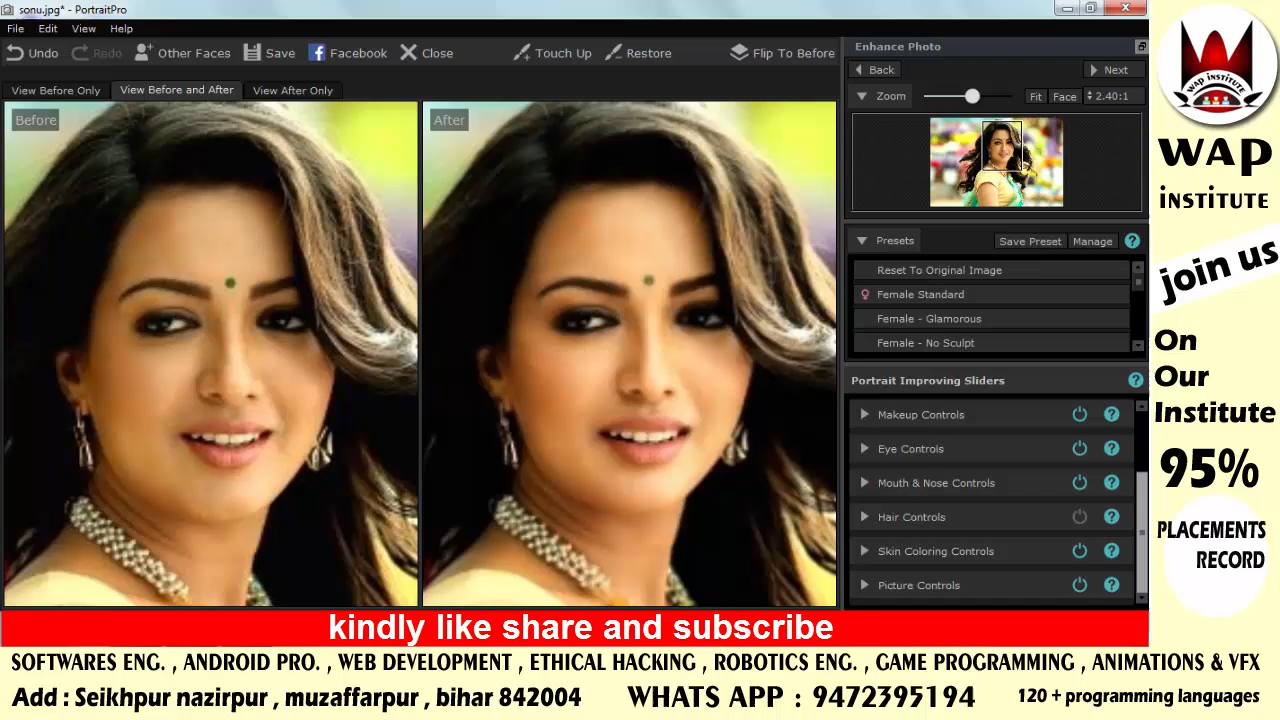 sonu.jpg* - PortraitPro
File Edit View Help
Undo Redo Other Faces Save Facebook Close Touch Up Restore Flip To Before
View Before Only View Before and After View After Only
Before
After
Enhance Photo
Back Next
Zoom Fit Face 2.40:1
Presets Save Preset Manage ?
Reset To Original Image
Female Standard
Female - Glamorous
Female - No Sculpt
Portrait Improving Sliders ?
Makeup Controls ?
Eye Controls ?
Mouth & Nose Controls ?
Hair Controls ?
Skin Coloring Controls ?
Picture Controls ?
WAP INSTITUTE
WAP
INSTITUTE
join us
On
Our
Institute
95%
PLACEMENTS
RECORD
kindly like share and subscribe
SOFTWARES ENG. , ANDROID PRO. , WEB DEVELOPMENT , ETHICAL HACKING , ROBOTICS ENG. , GAME PROGRAMMING , ANIMATIONS & VFX
Add : Seikhpur nazirpur , muzaffarpur , bihar 842004 WHATS APP : 9472395194 120 + programming languages